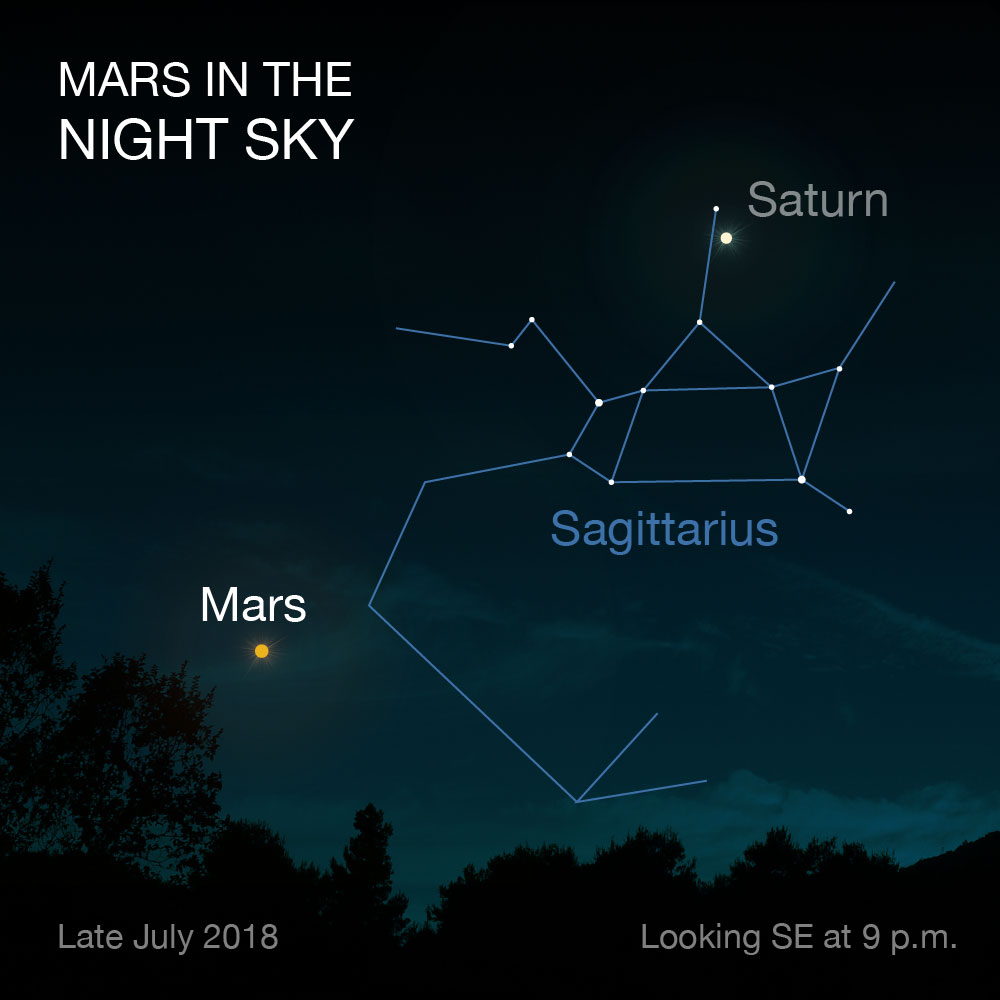 MARS IN THE
NIGHT SKY
Saturn
Sagittarius
Mars
Late July 2018
Looking SE at 9 p.m.